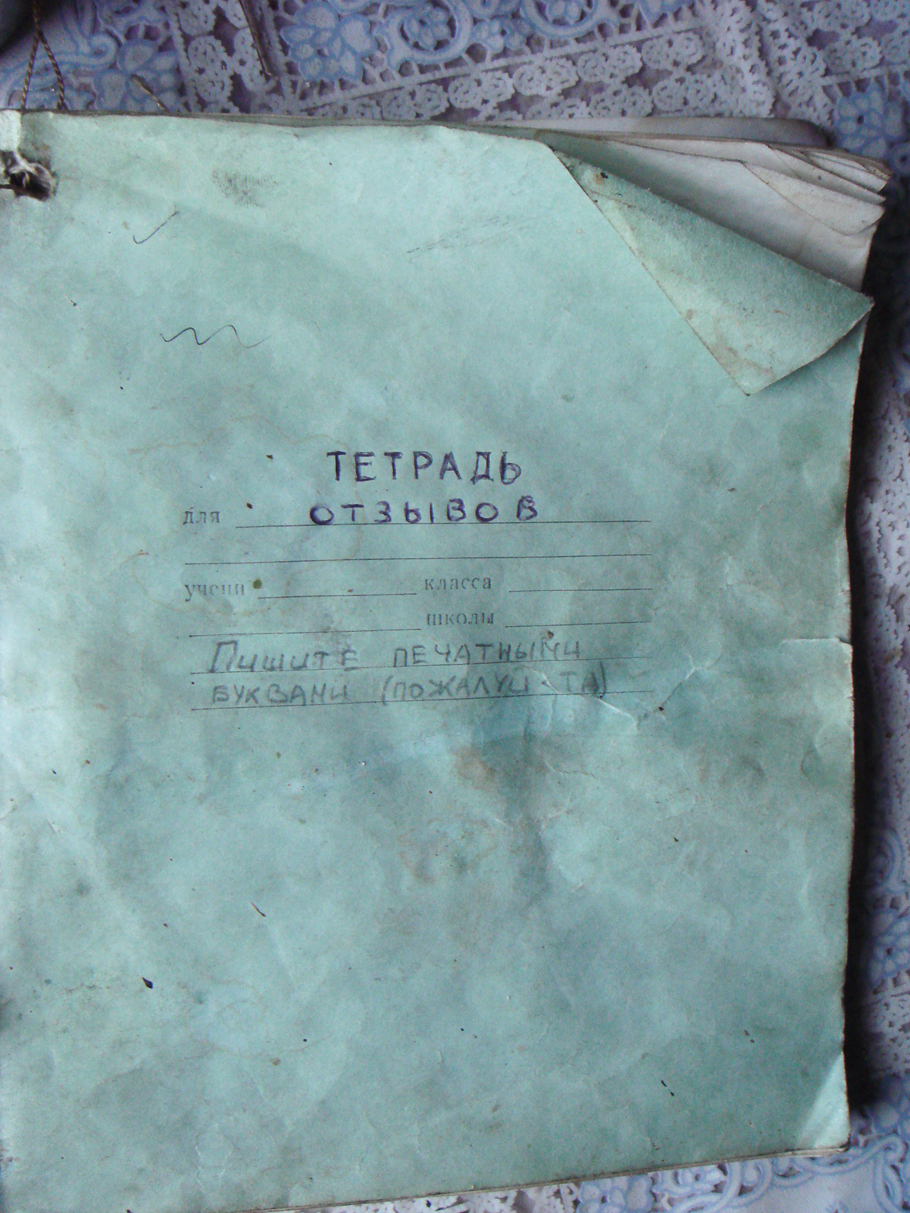 ТЕТРАДЬ
для ОТЗЫВОВ
учени класса
школы
ПИШИТЕ ПЕЧАТНЫМИ
БУКВАМИ (ПОЖАЛУЙСТА)